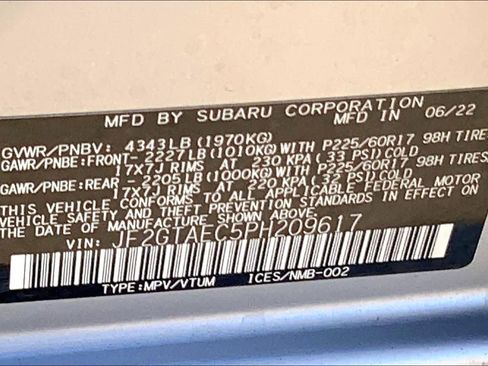 MFD BY SUBARU CORPORATION
MFD IN 06/22
GVWR/PNBV: 4343LB (1970KG)
GAWR/PNBE:FRONT- 2227LB(1010KG)WITH P225/60R17 98H TIRES
17x7J RIMS AT 230 KPA(33 PSI)COLD
GAWR/PNBE:REAR -2205LB(1000KG)WITH P225/60R17 98H TIRES
17x7J RIMS AT 220 KPA(32 PSI)COLD
THIS VEHICLE CONFORMS TO ALL APPLICABLE FEDERAL MOTOR
VEHICLE SAFETY STANDARDS IN EFFECT ON
THE DATE OF MANUFACTURE SHOWN ABOVE.
VIN: JF2GTAEC5PH209617
TYPE:MPV/VTUM ICES/NMB-002